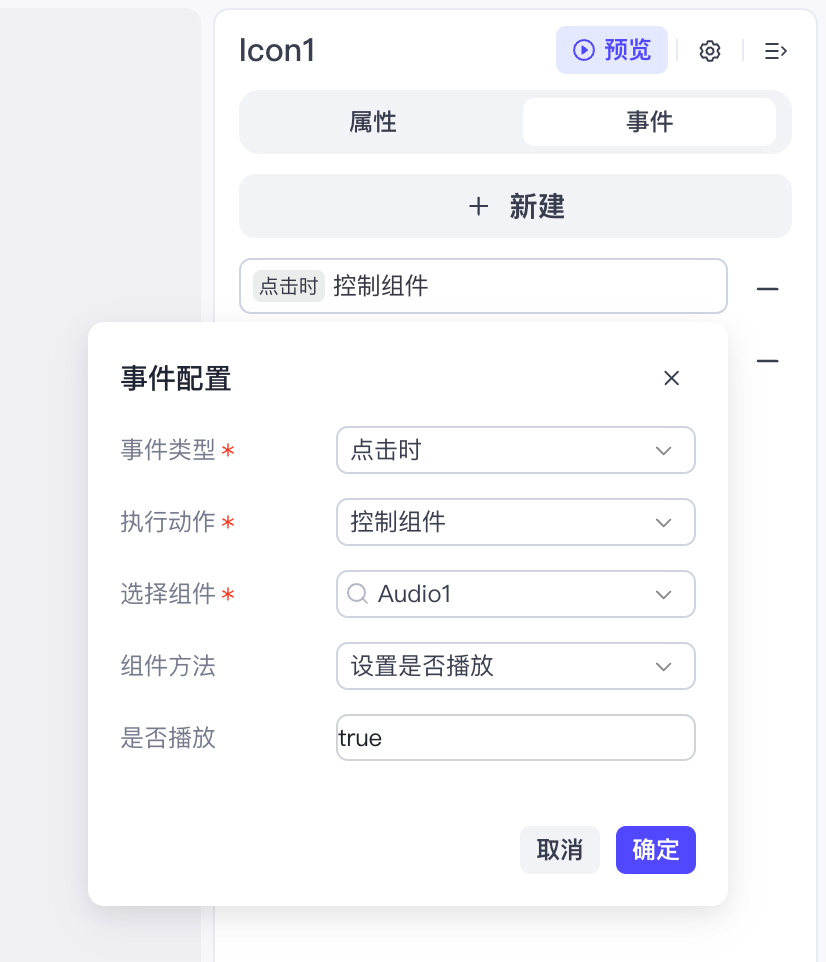 Icon1
预览
属性
事件
+ 新建
点击时 控制组件
事件配置
事件类型* 点击时
执行动作* 控制组件
选择组件* Audio1
组件方法 设置是否播放
是否播放 true
取消 确定